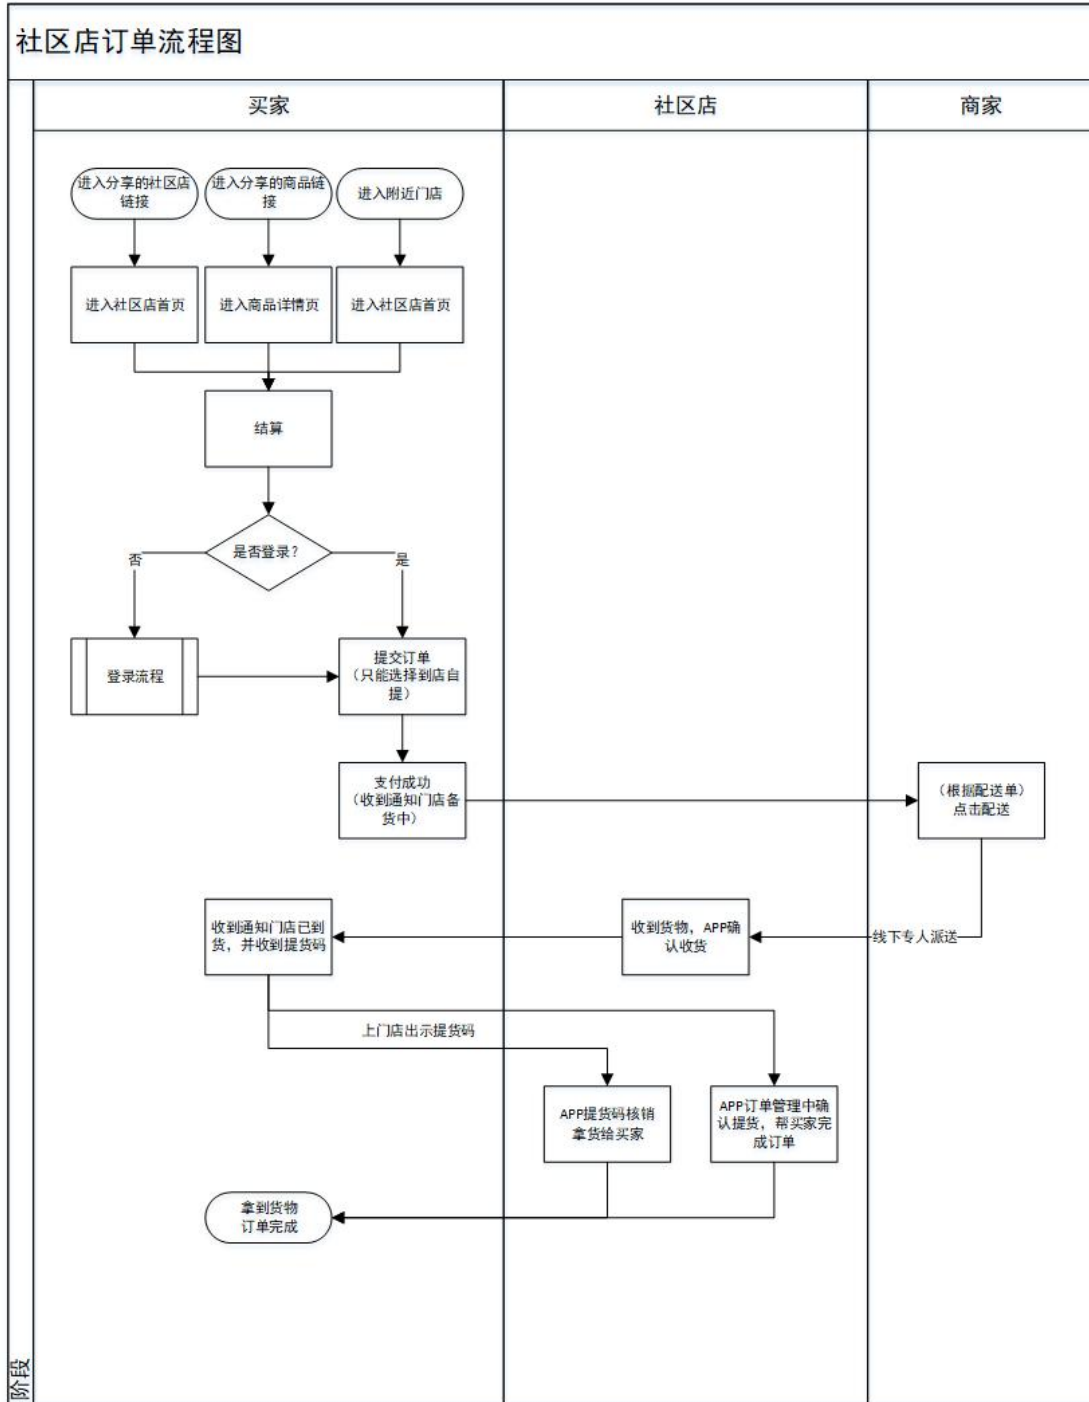 社区店订单流程图
买家
社区店
商家
进入分享的社区店
链接
进入分享的商品链
接
进入附近门店
进入社区店首页
进入商品详情页
进入社区店首页
结算
是否登录？
否
是
登录流程
提交订单
（只能选择到店自
提）
支付成功
（收到通知门店备
货中）
（根据配送单）
点击配送
收到通知门店已到
货，并收到提货码
收到货物，APP确
认收货
线下专人派送
上门店出示提货码
APP提货码核销
拿货给买家
APP订单管理中确
认提货，帮买家完
成订单
拿到货物
订单完成
阶段